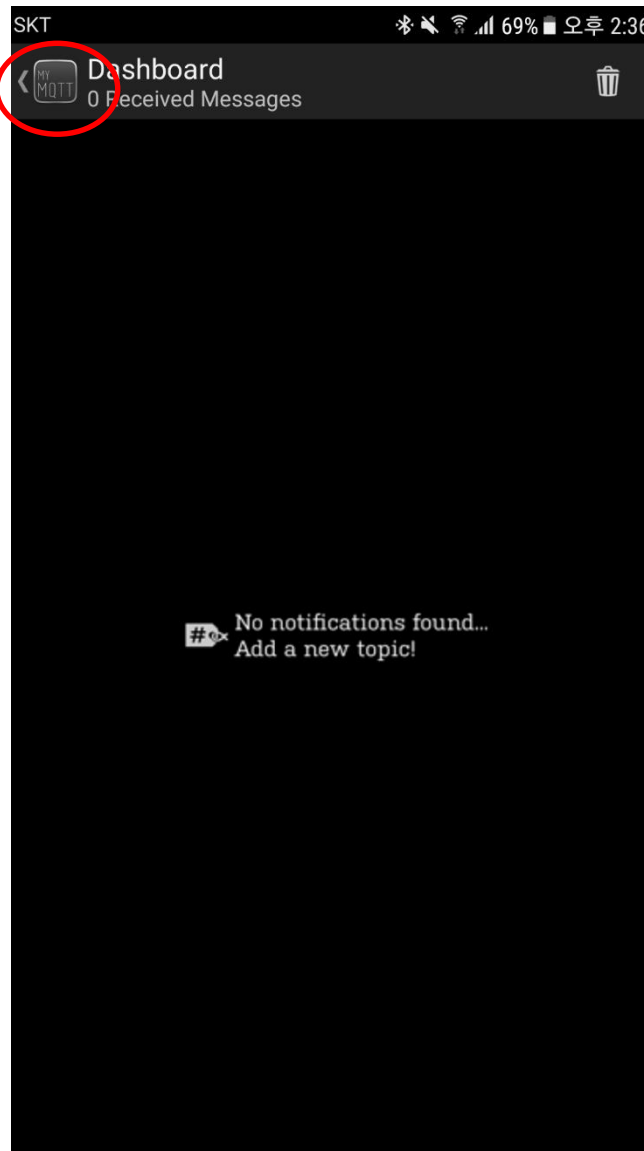 SKT 69% 오후 2:36
MY
MQTT
Dashboard
0 Received Messages
#
No notifications found...
Add a new topic!